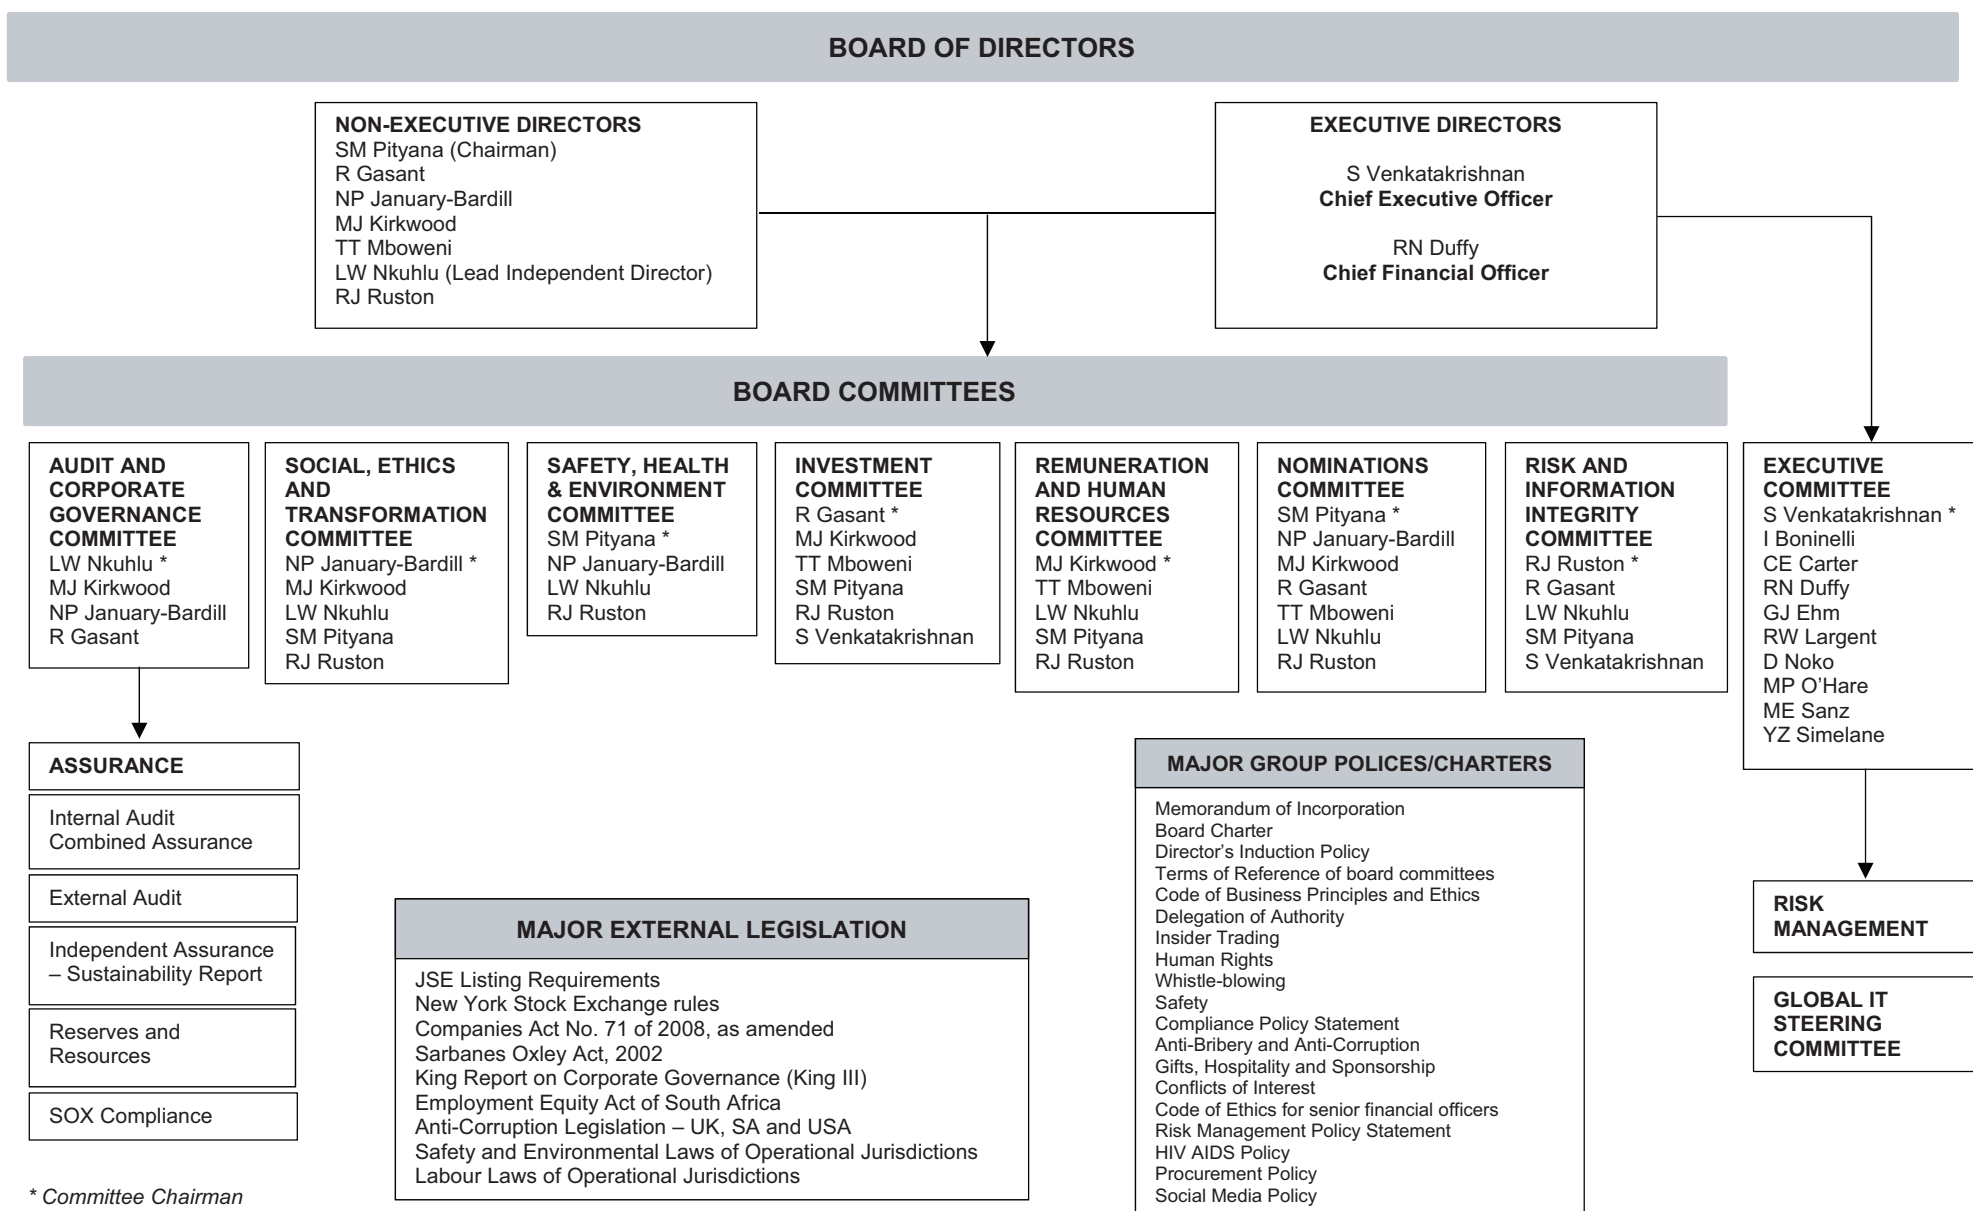 BOARD OF DIRECTORS
NON-EXECUTIVE DIRECTORS
SM Pityana (Chairman)
R Gasant
NP January-Bardill
MJ Kirkwood
TT Mboweni
LW Nkuhlu (Lead Independent Director)
RJ Ruston
EXECUTIVE DIRECTORS
S Venkatakrishnan
Chief Executive Officer
RN Duffy
Chief Financial Officer
BOARD COMMITTEES
AUDIT AND
CORPORATE
GOVERNANCE
COMMITTEE
LW Nkuhlu *
MJ Kirkwood
NP January-Bardill
R Gasant
SOCIAL, ETHICS
AND
TRANSFORMATION
COMMITTEE
NP January-Bardill *
MJ Kirkwood
LW Nkuhlu
SM Pityana
RJ Ruston
SAFETY, HEALTH
& ENVIRONMENT
COMMITTEE
SM Pityana *
NP January-Bardill
LW Nkuhlu
RJ Ruston
INVESTMENT
COMMITTEE
R Gasant *
MJ Kirkwood
TT Mboweni
SM Pityana
RJ Ruston
S Venkatakrishnan
REMUNERATION
AND HUMAN
RESOURCES
COMMITTEE
MJ Kirkwood *
TT Mboweni
LW Nkuhlu
SM Pityana
RJ Ruston
NOMINATIONS
COMMITTEE
SM Pityana *
NP January-Bardill
MJ Kirkwood
R Gasant
TT Mboweni
LW Nkuhlu
RJ Ruston
RISK AND
INFORMATION
INTEGRITY
COMMITTEE
RJ Ruston *
R Gasant
LW Nkuhlu
SM Pityana
S Venkatakrishnan
EXECUTIVE
COMMITTEE
S Venkatakrishnan *
I Boninelli
CE Carter
RN Duffy
GJ Ehm
RW Largent
D Noko
MP O'Hare
ME Sanz
YZ Simelane
ASSURANCE
Internal Audit
Combined Assurance
External Audit
Independent Assurance
– Sustainability Report
Reserves and
Resources
SOX Compliance
* Committee Chairman
MAJOR EXTERNAL LEGISLATION
JSE Listing Requirements
New York Stock Exchange rules
Companies Act No. 71 of 2008, as amended
Sarbanes Oxley Act, 2002
King Report on Corporate Governance (King III)
Employment Equity Act of South Africa
Anti-Corruption Legislation – UK, SA and USA
Safety and Environmental Laws of Operational Jurisdictions
Labour Laws of Operational Jurisdictions
MAJOR GROUP POLICES/CHARTERS
Memorandum of Incorporation
Board Charter
Director's Induction Policy
Terms of Reference of board committees
Code of Business Principles and Ethics
Delegation of Authority
Insider Trading
Human Rights
Whistle-blowing
Safety
Compliance Policy Statement
Anti-Bribery and Anti-Corruption
Gifts, Hospitality and Sponsorship
Conflicts of Interest
Code of Ethics for senior financial officers
Risk Management Policy Statement
HIV AIDS Policy
Procurement Policy
Social Media Policy
RISK
MANAGEMENT
GLOBAL IT
STEERING
COMMITTEE